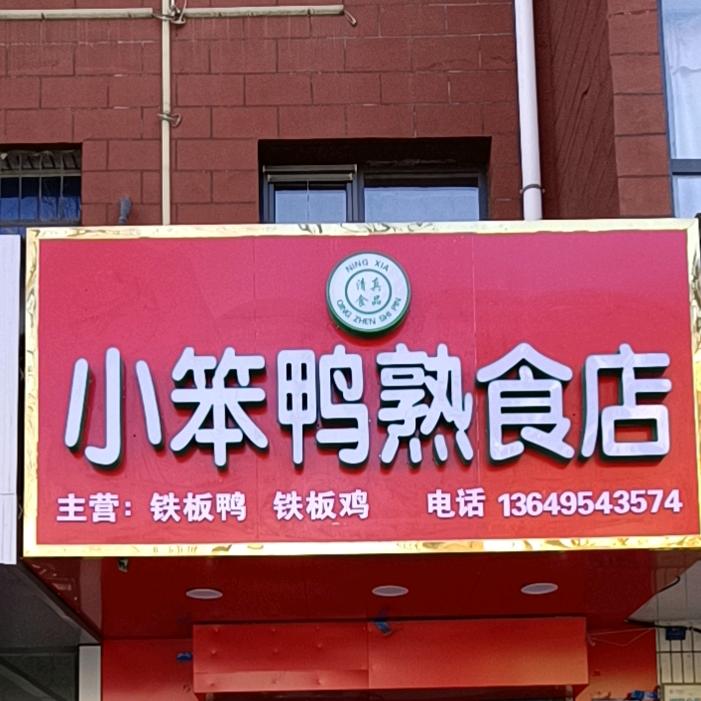 NING XIA
清真
食品
QING ZHEN SHI PIN
小笨鸭熟食店
主营：铁板鸭 铁板鸡 电话 13649543574